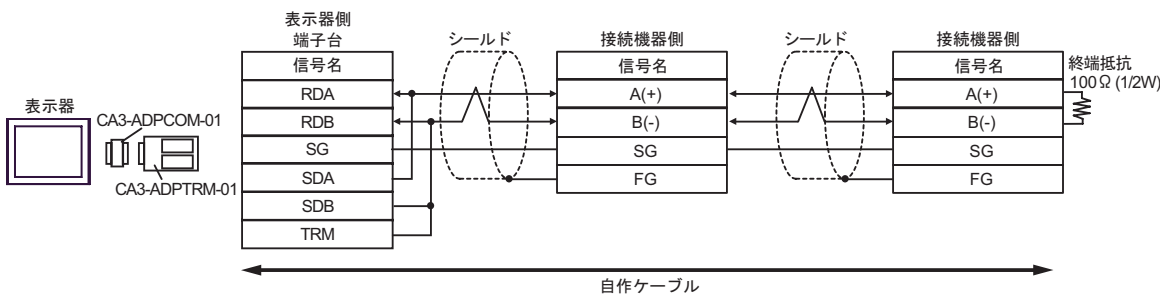 表示器
CA3-ADPCOM-01
CA3-ADPTRM-01
表示器側
端子台
信号名
RDA
RDB
SG
SDA
SDB
TRM
シールド
接続機器側
信号名
A(+)
B(-)
SG
FG
シールド
接続機器側
信号名
A(+)
B(-)
SG
FG
終端抵抗
100Ω (1/2W)
自作ケーブル